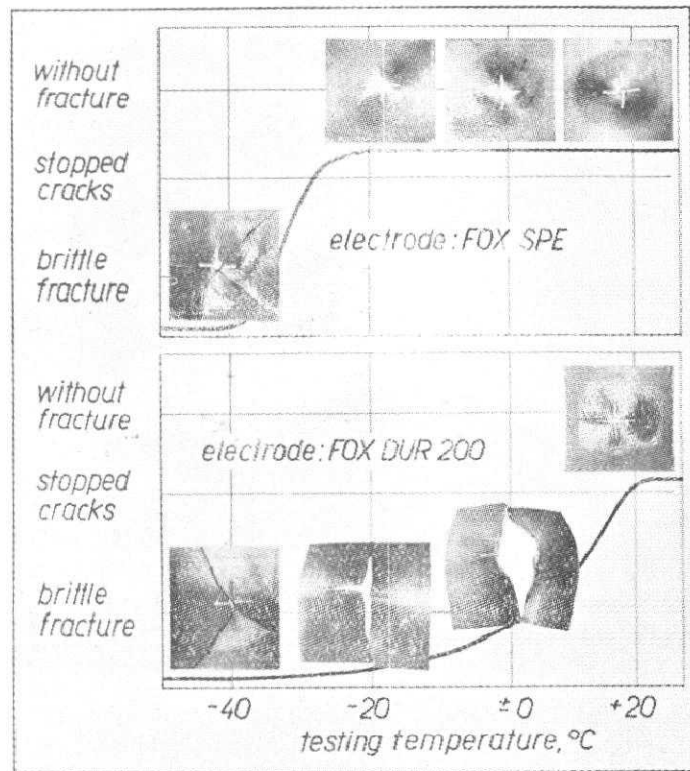 without
fracture
stopped
cracks
brittle
fracture
electrode: FOX SPE
without
fracture
electrode: FOX DUR 200
stopped
cracks
brittle
fracture
-40
-20
±0
+20
testing temperature, °C